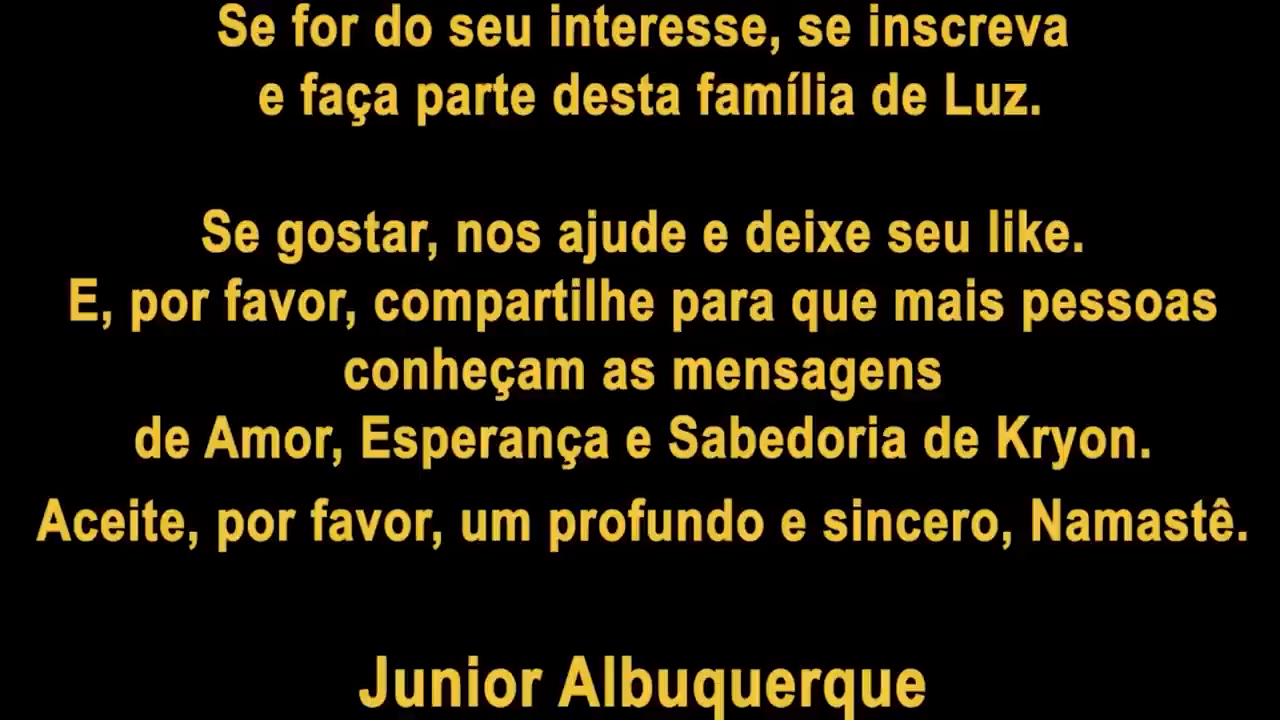 Se for do seu interesse, se inscreva
e faça parte desta família de Luz.
Se gostar, nos ajude e deixe seu like.
E, por favor, compartilhe para que mais pessoas
conheçam as mensagens
de Amor, Esperança e Sabedoria de Kryon.
Aceite, por favor, um profundo e sincero, Namastê.
Junior Albuquerque